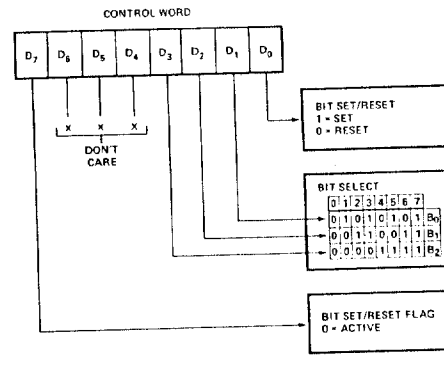 CONTROL WORD
D7 D6 D5 D4 D3 D2 D1 D0
X X X
DON'T
CARE
BIT SET/RESET
1 = SET
0 = RESET
BIT SELECT
0 1 2 3 4 5 6 7
0 1 0 1 0 1 0 1 B0
0 0 1 1 0 0 1 1 B1
0 0 0 0 1 1 1 1 B2
BIT SET/RESET FLAG
0 = ACTIVE